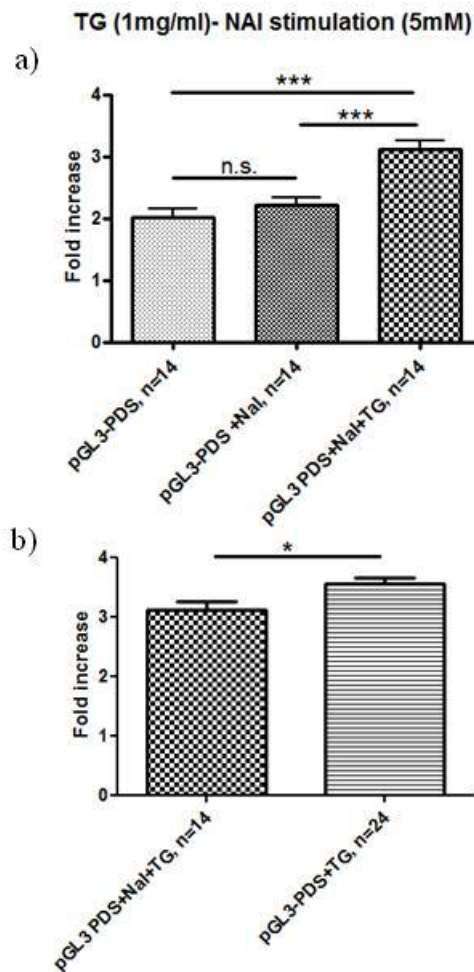 TG (1mg/ml)- NAI stimulation (5mM)
a)
***
***
n.s.
4
3
2
1
0
Fold increase
pGL3-PDS, n=14
pGL3-PDS +NaI, n=14
pGL3 PDS+NaI+TG, n=14
b)
*
4
3
2
1
0
Fold increase
pGL3 PDS+NaI+TG, n=14
pGL3-PDS+TG, n=24